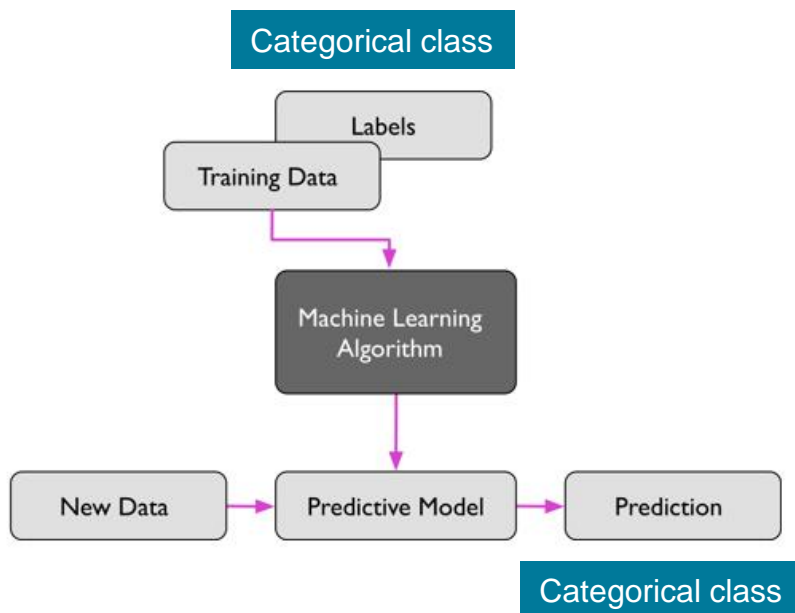 Categorical class
Labels
Training Data
Machine Learning
Algorithm
New Data
Predictive Model
Prediction
Categorical class